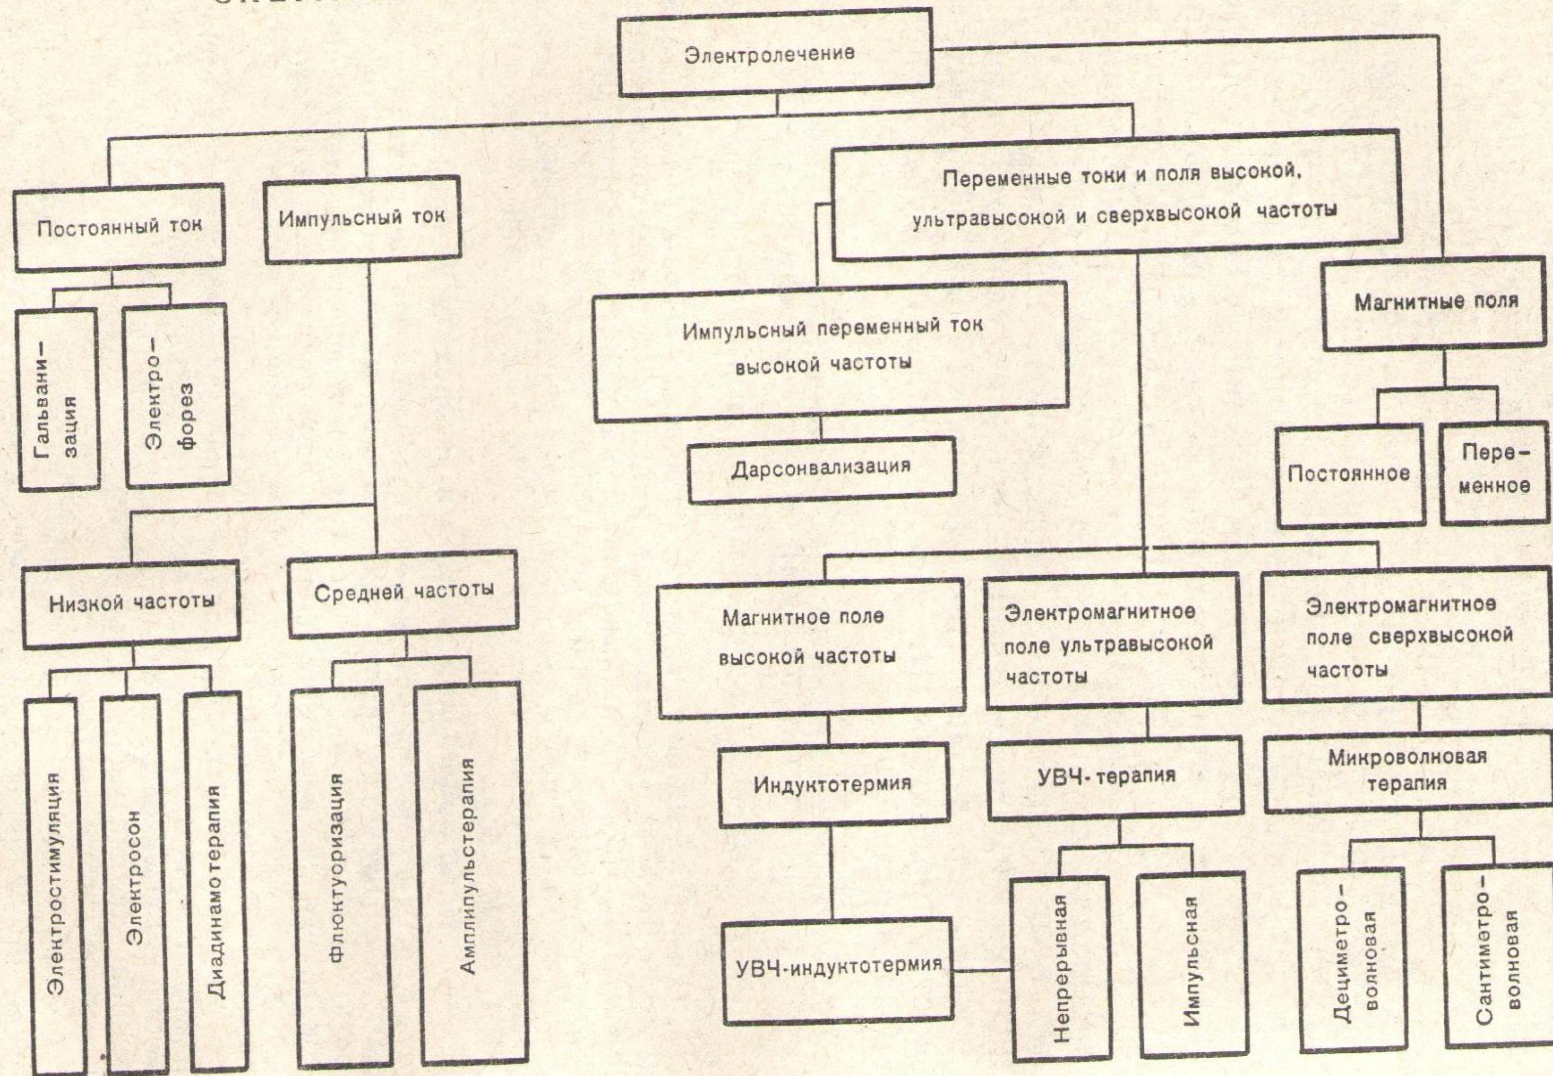 Электролечение
Постоянный ток
Импульсный ток
Переменные токи и поля высокой,
ультравысокой и сверхвысокой частоты
Магнитные поля
Гальвани—
зация
Электро—
форез
Импульсный переменный ток
высокой частоты
Дарсонвализация
Постоянное
Пере—
менное
Низкой частоты
Средней частоты
Магнитное поле
высокой частоты
Электромагнитное
поле ультравысокой
частоты
Электромагнитное
поле сверхвысокой
частоты
Электростимуляция
Электросон
Диадинамотерапия
Флюктуоризация
Амплипульстерапия
Индуктотермия
УВЧ-терапия
Микроволновая
терапия
УВЧ-индуктотермия
Непрерывная
Импульсная
Дециметро—
волновая
Сантиметро—
волновая